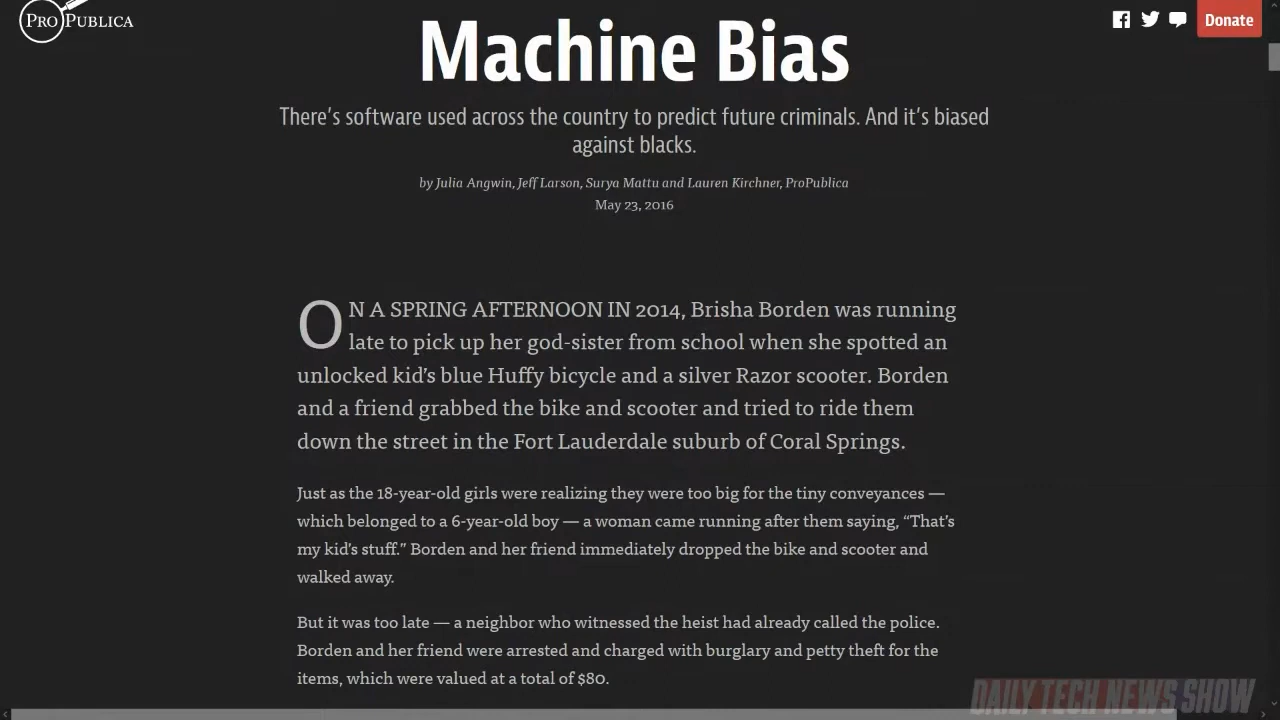 PROPUBLICA
Donate
Machine Bias
There's software used across the country to predict future criminals. And it's biased
against blacks.
by Julia Angwin, Jeff Larson, Surya Mattu and Lauren Kirchner, ProPublica
May 23, 2016
ON A SPRING AFTERNOON IN 2014, Brisha Borden was running
late to pick up her god-sister from school when she spotted an
unlocked kid's blue Huffy bicycle and a silver Razor scooter. Borden
and a friend grabbed the bike and scooter and tried to ride them
down the street in the Fort Lauderdale suburb of Coral Springs.
Just as the 18-year-old girls were realizing they were too big for the tiny conveyances —
which belonged to a 6-year-old boy — a woman came running after them saying, “That's
my kid's stuff.” Borden and her friend immediately dropped the bike and scooter and
walked away.
But it was too late — a neighbor who witnessed the heist had already called the police.
Borden and her friend were arrested and charged with burglary and petty theft for the
items, which were valued at a total of $80.
DAILY TECH NEWS SHOW